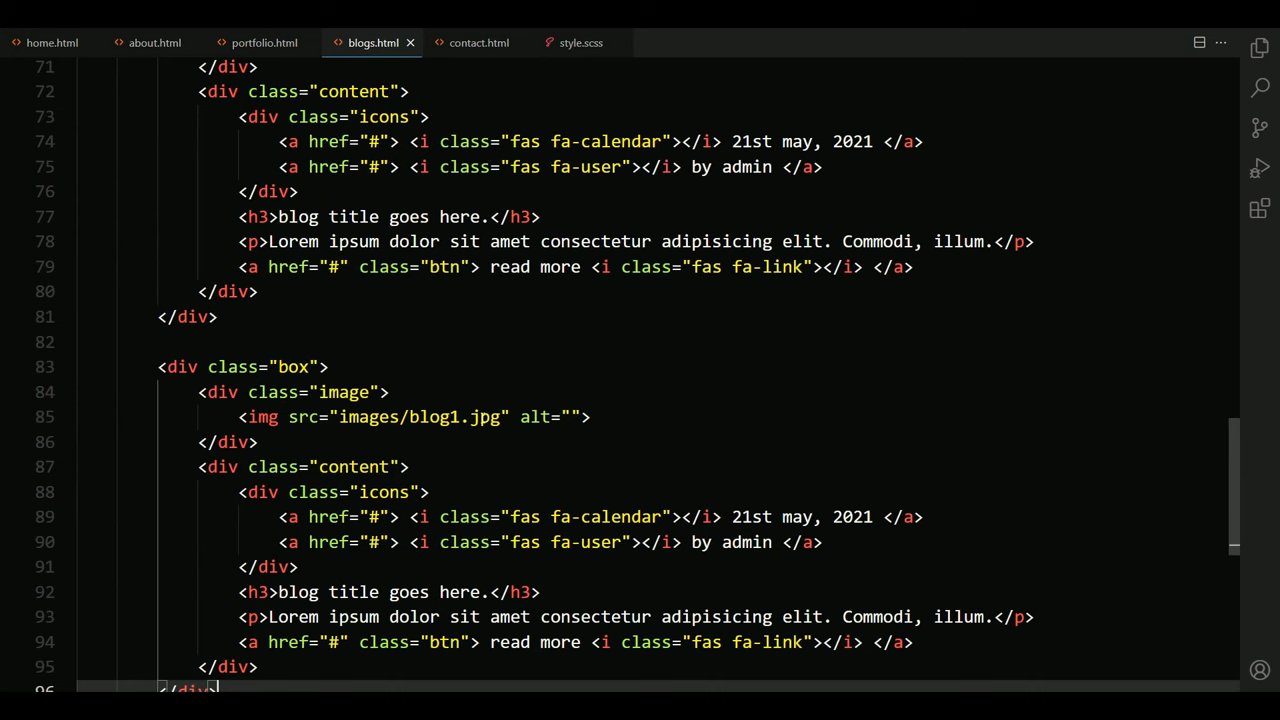 home.html about.html portfolio.html blogs.html contact.html style.scss
71 </div>
72 <div class="content">
73 <div class="icons">
74 <a href="#"> <i class="fas fa-calendar"></i> 21st may, 2021 </a>
75 <a href="#"> <i class="fas fa-user"></i> by admin </a>
76 </div>
77 <h3>blog title goes here.</h3>
78 <p>Lorem ipsum dolor sit amet consectetur adipisicing elit. Commodi, illum.</p>
79 <a href="#" class="btn"> read more <i class="fas fa-link"></i> </a>
80 </div>
81 </div>
82
83 <div class="box">
84 <div class="image">
85 <img src="images/blog1.jpg" alt="">
86 </div>
87 <div class="content">
88 <div class="icons">
89 <a href="#"> <i class="fas fa-calendar"></i> 21st may, 2021 </a>
90 <a href="#"> <i class="fas fa-user"></i> by admin </a>
91 </div>
92 <h3>blog title goes here.</h3>
93 <p>Lorem ipsum dolor sit amet consectetur adipisicing elit. Commodi, illum.</p>
94 <a href="#" class="btn"> read more <i class="fas fa-link"></i> </a>
95 </div>
96 </div>